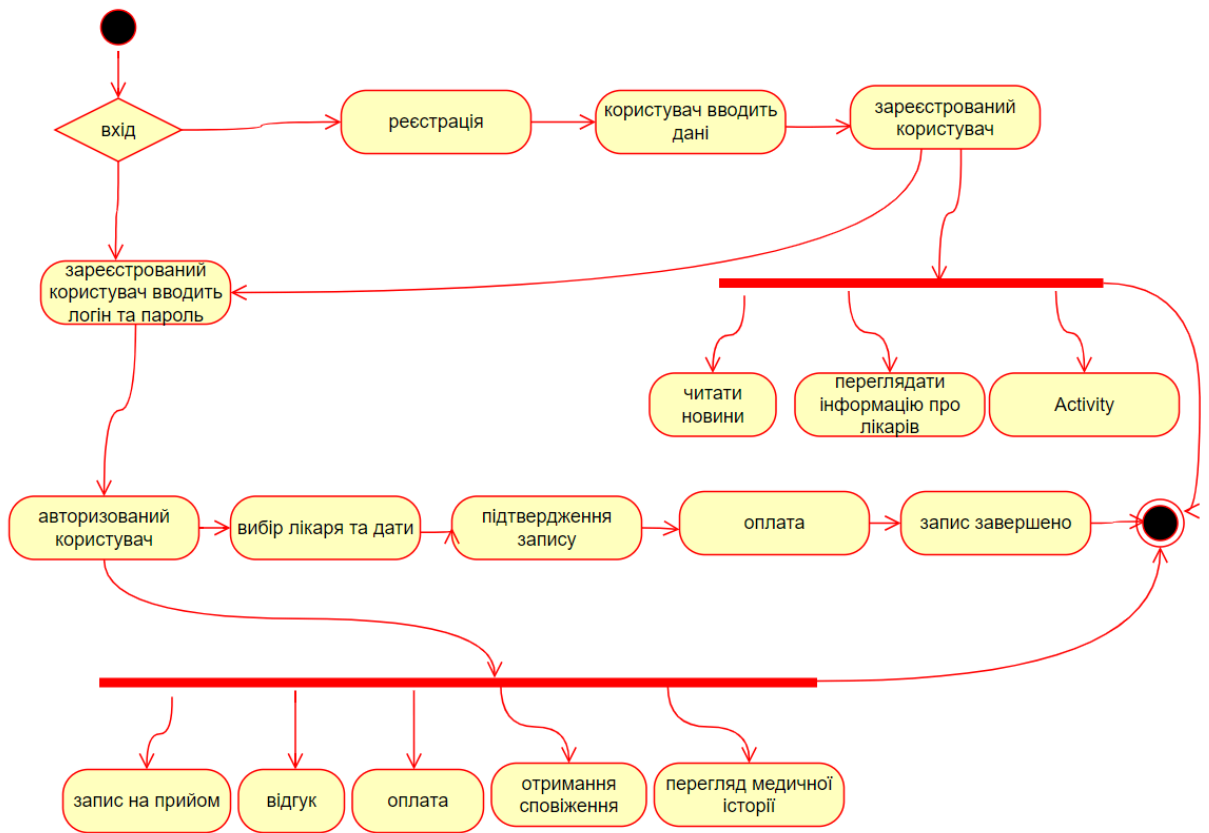 вхід
реєстрація
користувач вводить
дані
зареєстрований
користувач
зареєстрований
користувач вводить
логін та пароль
читати
новини
переглядати
інформацію про
лікарів
Activity
авторизований
користувач
вибір лікаря та дати
підтвердження
запису
оплата
запис завершено
запис на прийом
відгук
оплата
отримання
сповіження
перегляд медичної
історії